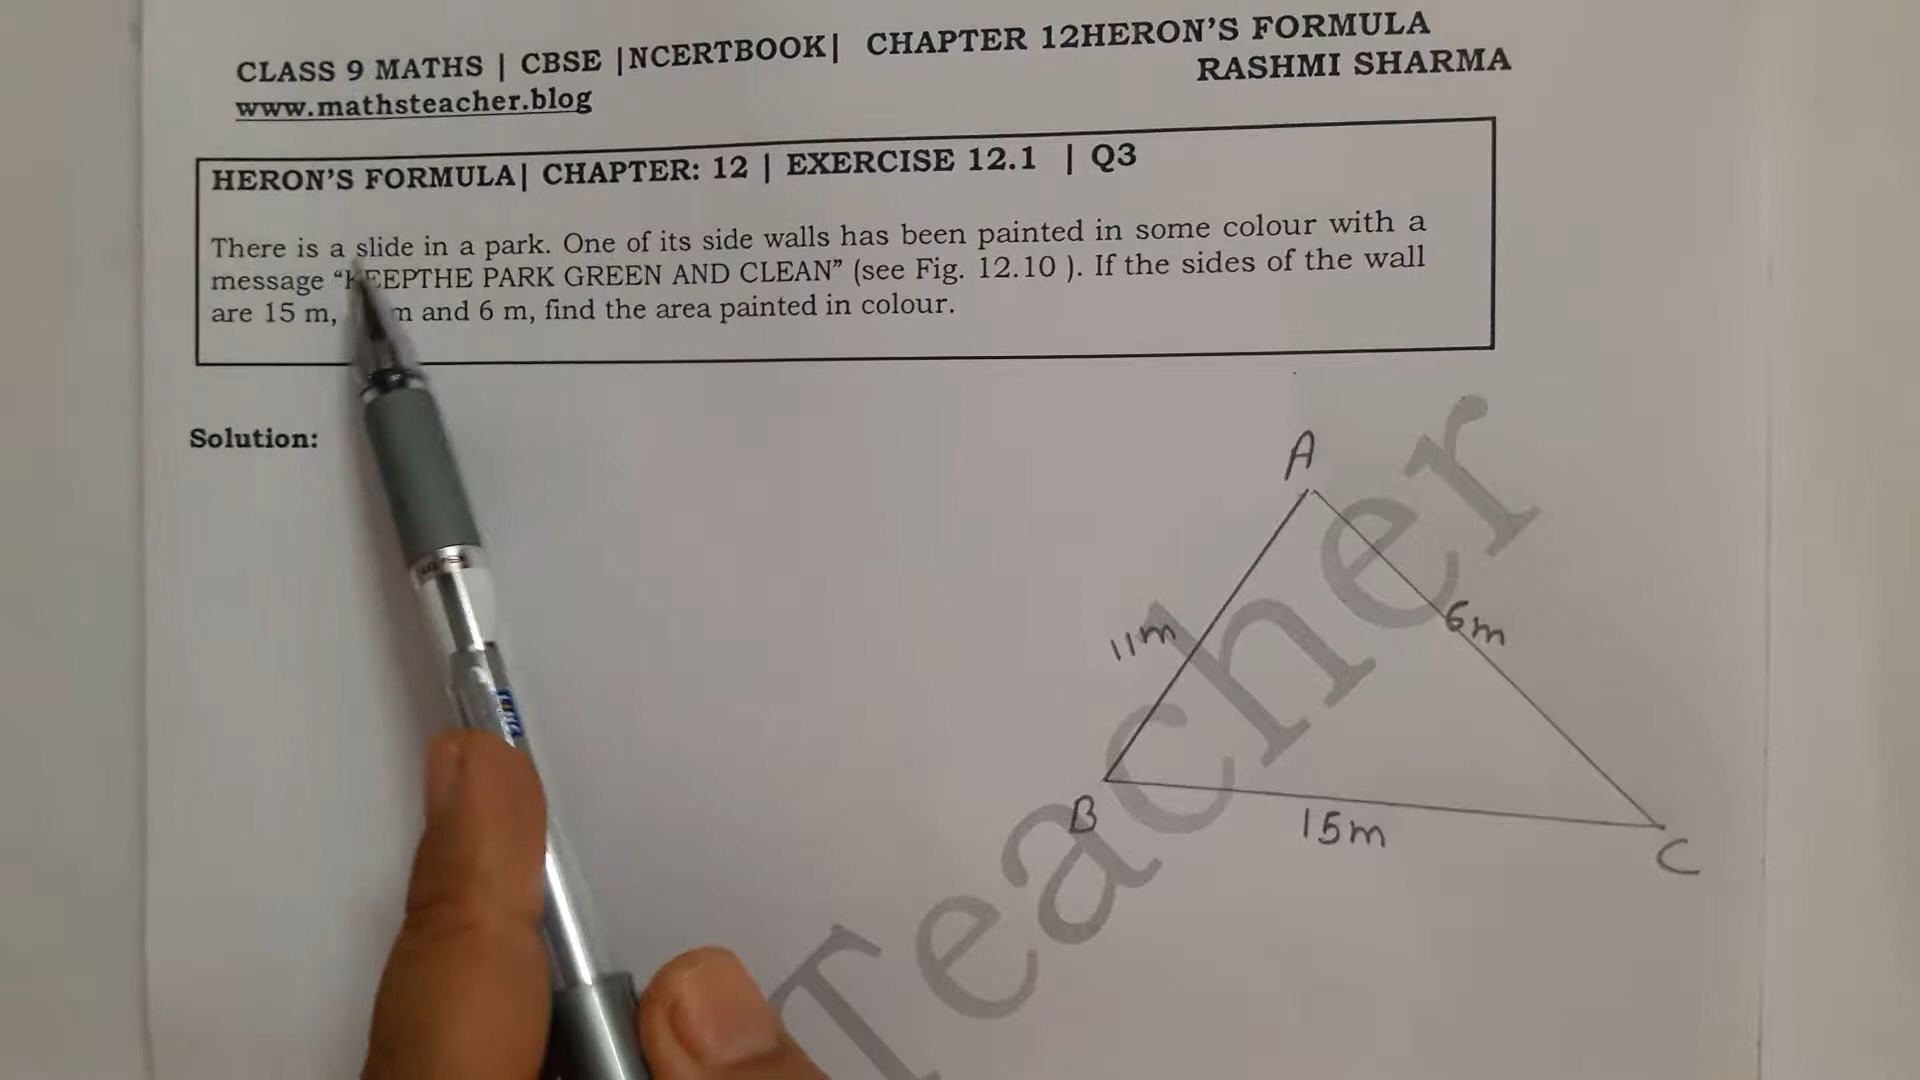 CLASS 9 MATHS | CBSE |NCERTBOOK| CHAPTER 12HERON'S FORMULA
RASHMI SHARMA
www.mathsteacher.blog
HERON'S FORMULA| CHAPTER: 12 | EXERCISE 12.1 | Q3
There is a slide in a park. One of its side walls has been painted in some colour with a
message “KEEPTHE PARK GREEN AND CLEAN” (see Fig. 12.10 ). If the sides of the wall
are 15 m, m and 6 m, find the area painted in colour.
Solution:
A
11m
6m
B
15m
C
Teacher